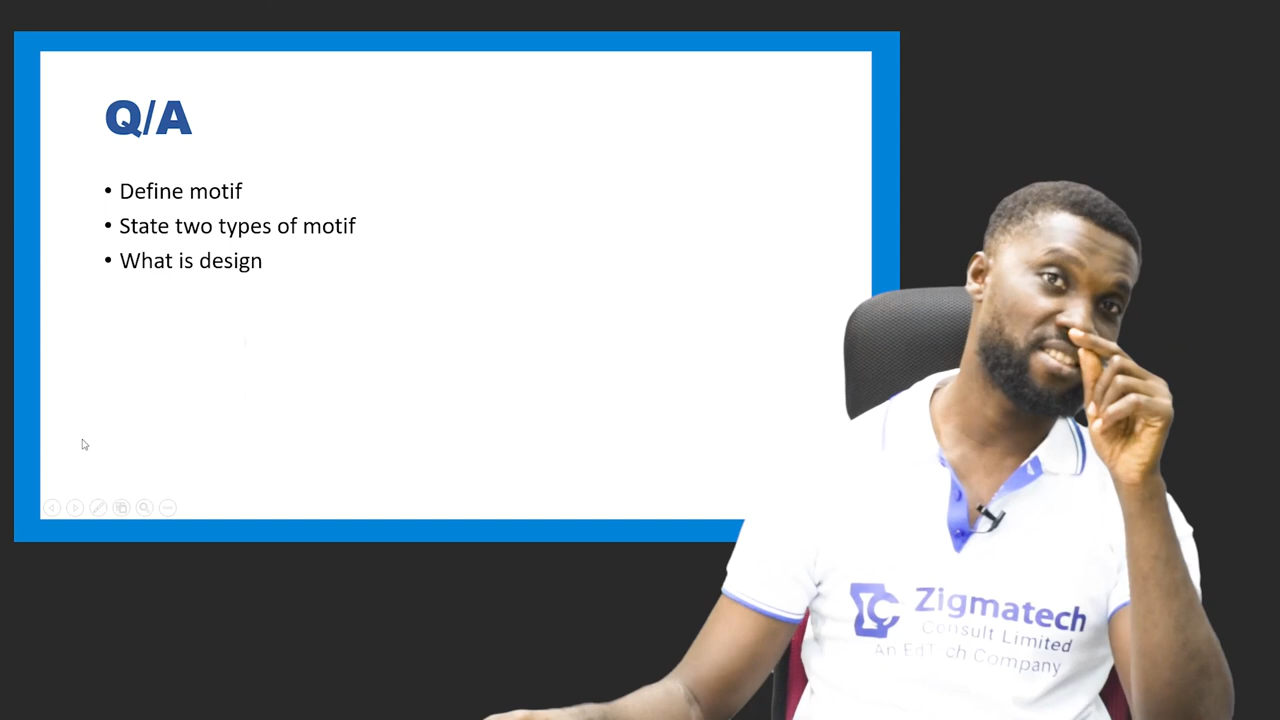 Q/A
• Define motif
• State two types of motif
• What is design
Zigmatech
Consult Limited
An EdTech Company